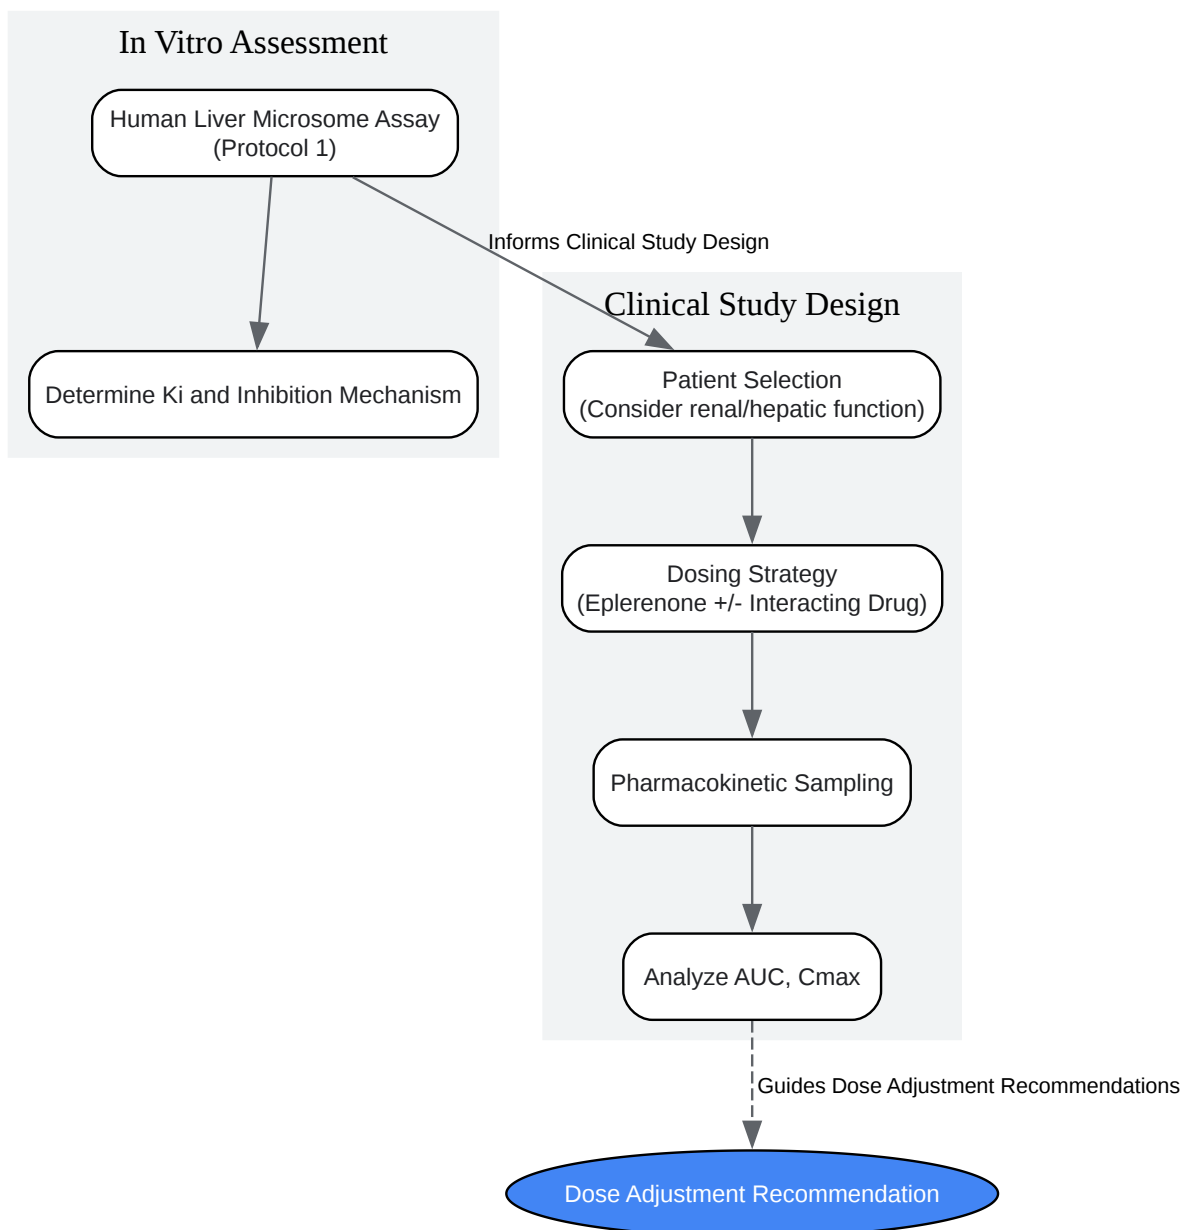 In Vitro Assessment
Human Liver Microsome Assay
(Protocol 1)
Informs Clinical Study Design
Clinical Study Design
Determine Ki and Inhibition Mechanism
Patient Selection
(Consider renal/hepatic function)
Dosing Strategy
(Eplerenone +/- Interacting Drug)
Pharmacokinetic Sampling
Analyze AUC, Cmax
Guides Dose Adjustment Recommendations
Dose Adjustment Recommendation